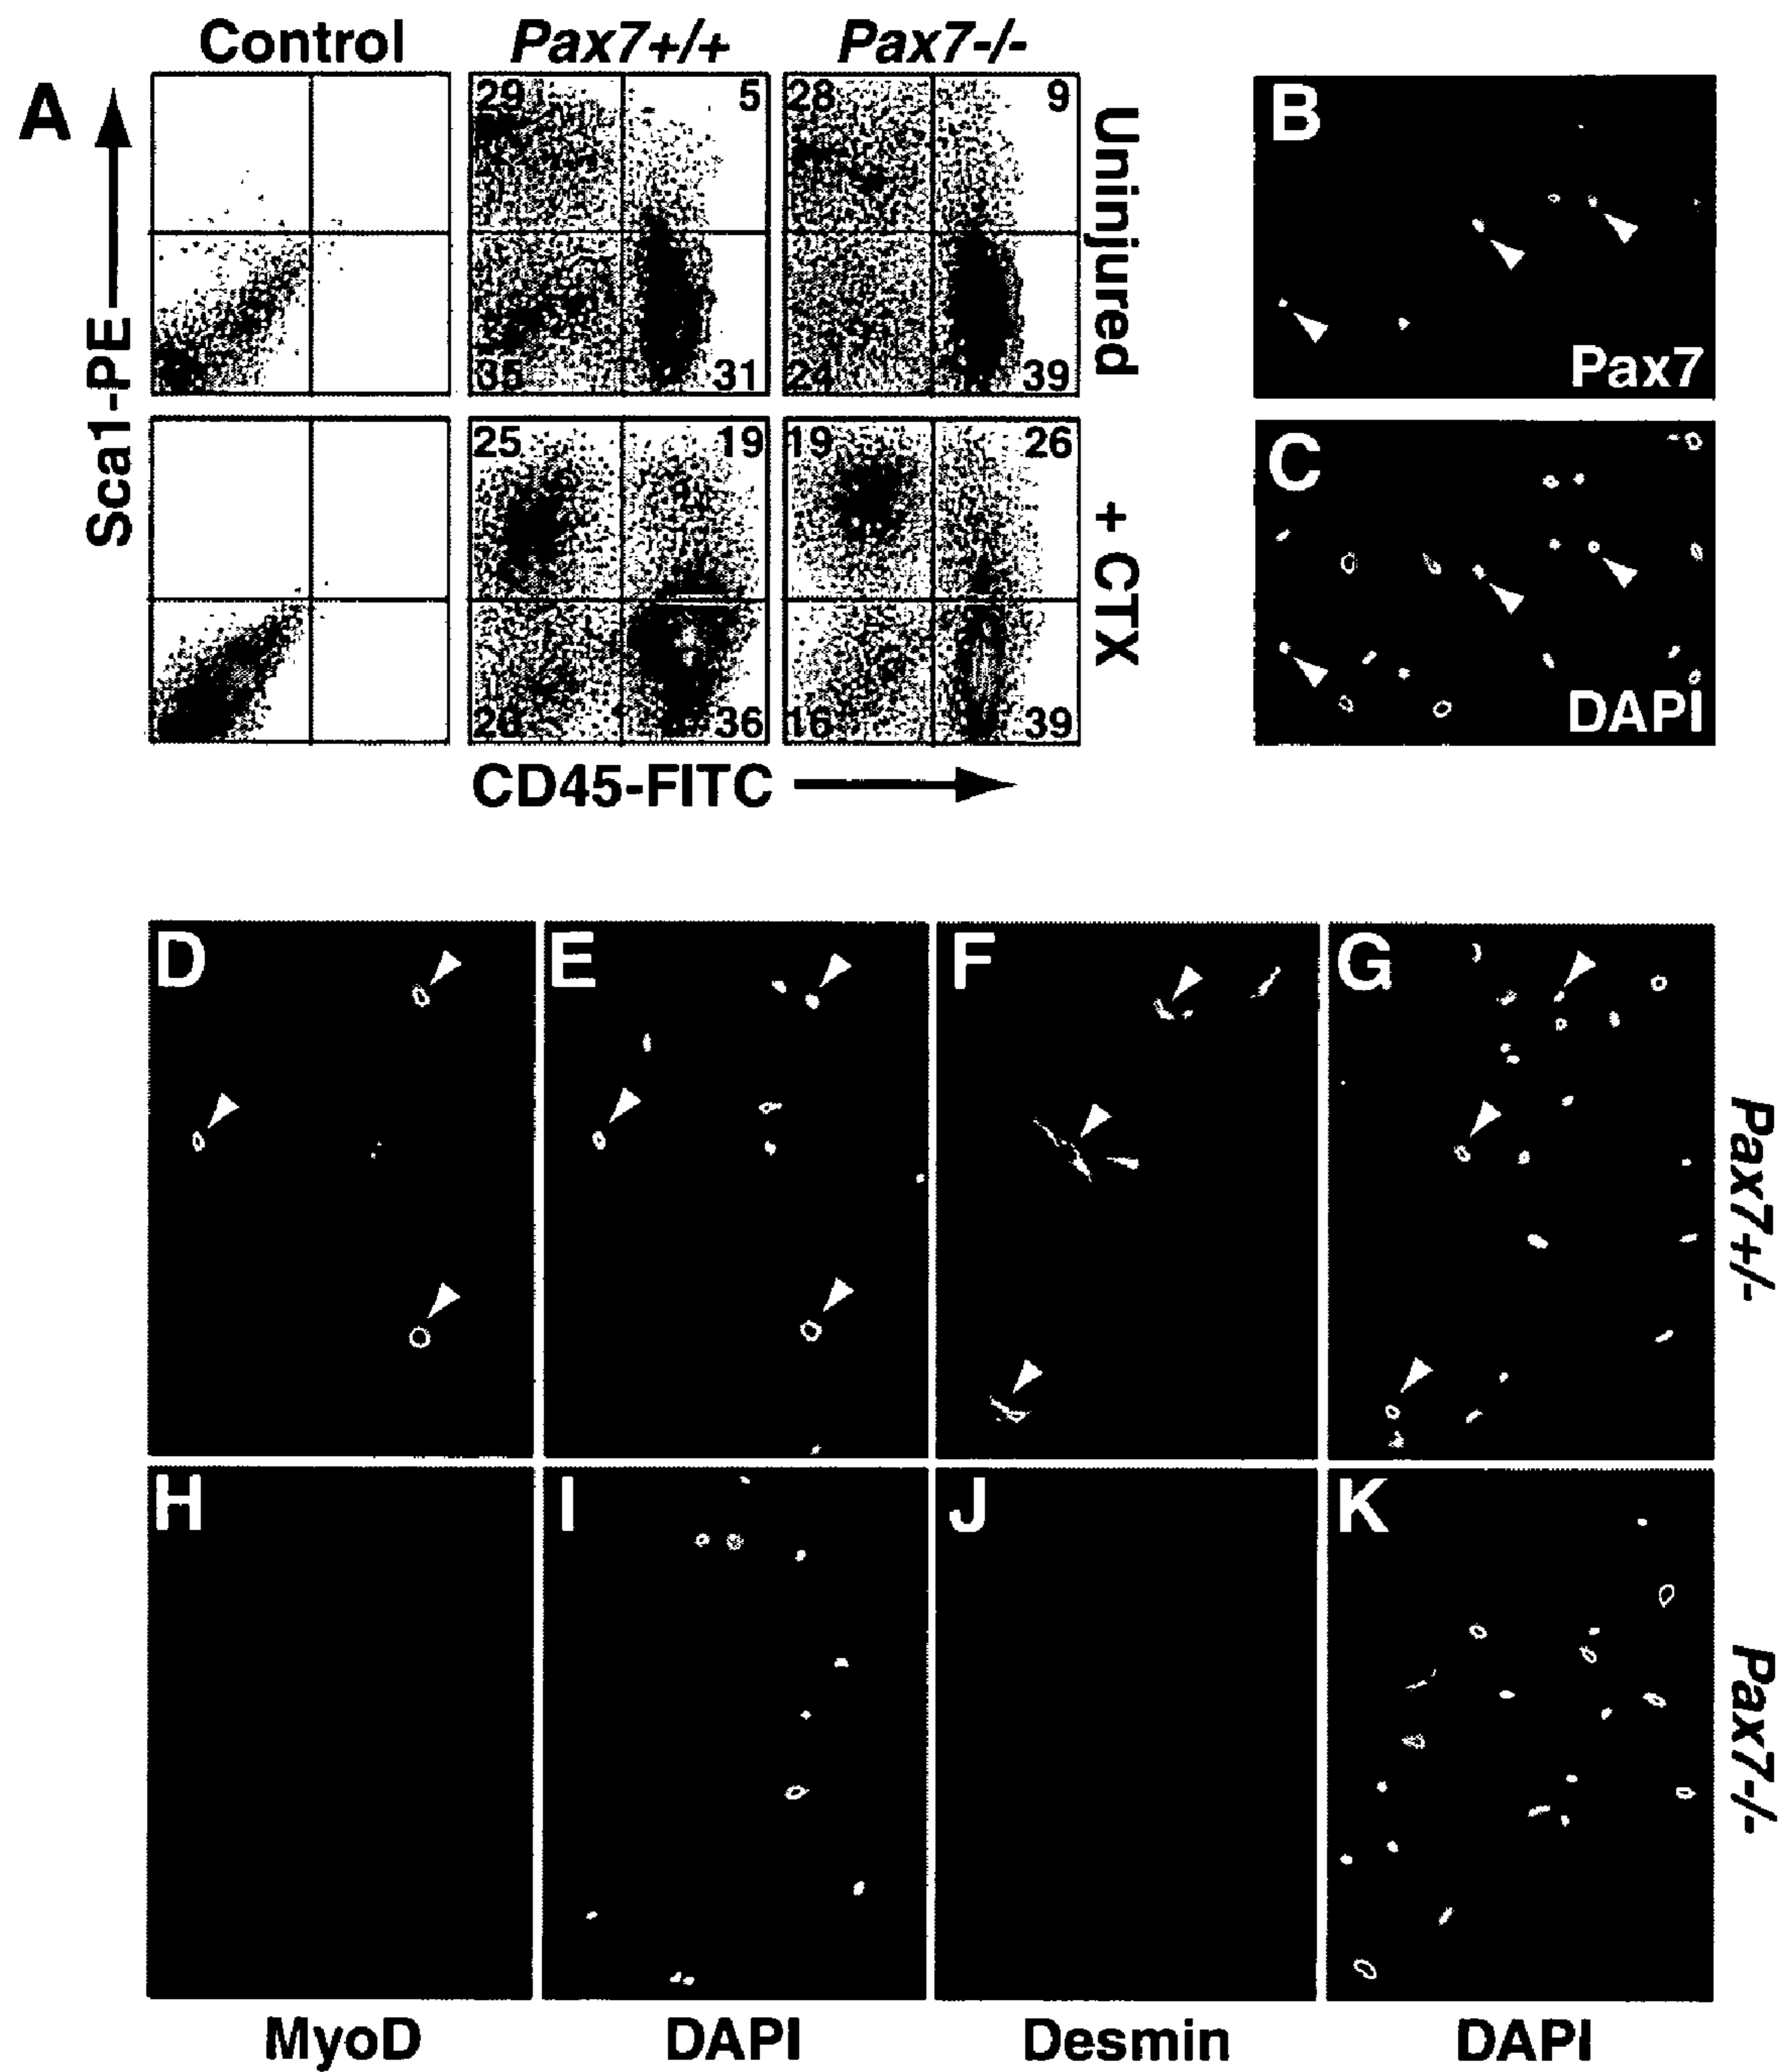 Control Pax7+/+ Pax7-/-
A
Sca1-PE
29 5 28 9
35 31 24 39
Uninjured
25 19 19 26
20 36 16 39
+ CTX
CD45-FITC
B
Pax7
C
DAPI
D E F G
Pax7+/-
H I J K
Pax7-/-
MyoD DAPI Desmin DAPI